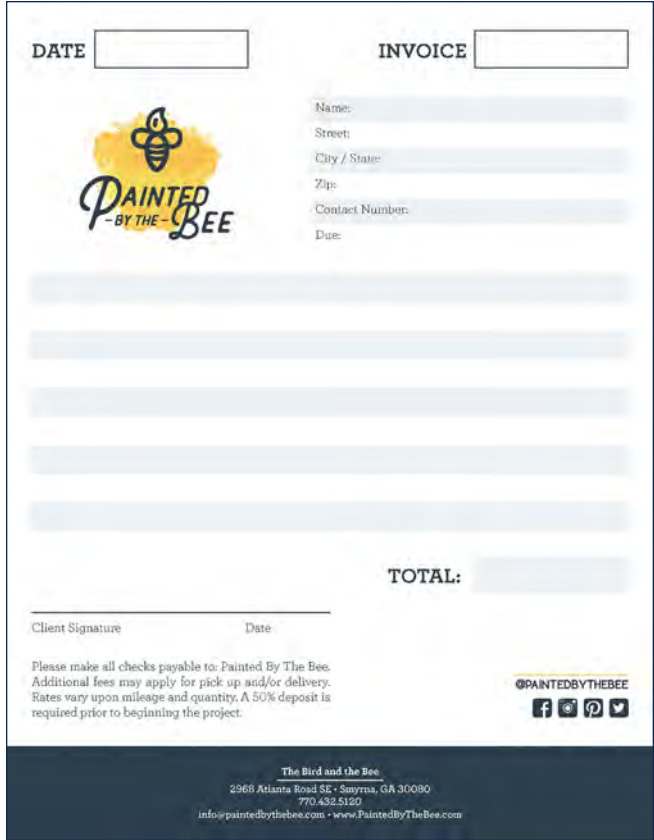 DATE
INVOICE
PAINTED
-BY THE-
BEE
Name:
Street:
City / State:
Zip:
Contact Number:
Due:
TOTAL:
Client Signature
Date
Please make all checks payable to: Painted By The Bee.
Additional fees may apply for pick up and/or delivery.
Rates vary upon mileage and quantity. A 50% deposit is
required prior to beginning the project.
@PAINTEDBYTHEBEE
The Bird and the Bee
2968 Atlanta Road SE • Smyrna, GA 30080
770.432.5120
info@paintedbythebee.com • www.PaintedByTheBee.com